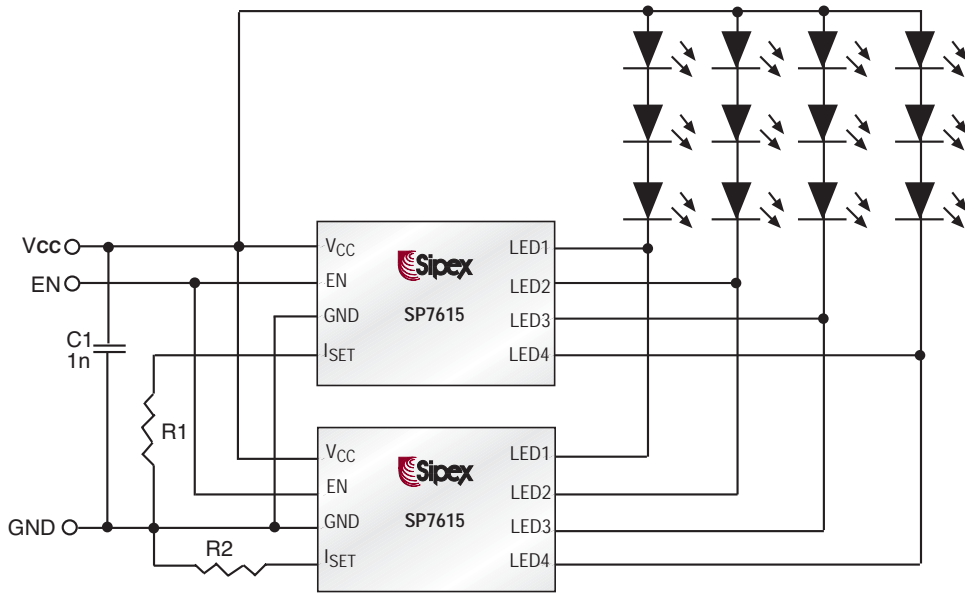 Vcc
EN
C1
1n
R1
GND
R2
VCC
EN
GND
ISET
Sipex
SP7615
LED1
LED2
LED3
LED4
VCC
EN
GND
ISET
Sipex
SP7615
LED1
LED2
LED3
LED4